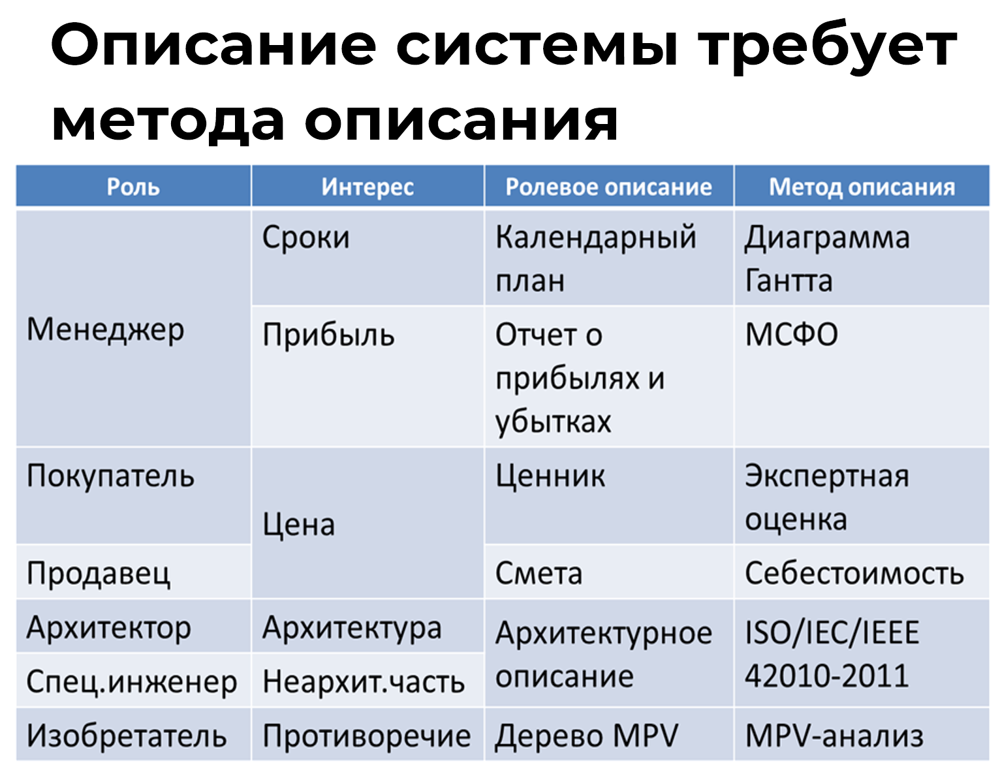 Описание системы требует
метода описания
Роль
Интерес
Ролевое описание
Метод описания
Менеджер
Сроки
Календарный
план
Диаграмма
Гантта
Прибыль
Отчет о
прибылях и
убытках
МСФО
Покупатель
Цена
Ценник
Экспертная
оценка
Продавец
Смета
Себестоимость
Архитектор
Архитектура
Архитектурное
описание
ISO/IEC/IEEE
42010-2011
Спец.инженер
Неархит.часть
Изобретатель
Противоречие
Дерево MPV
MPV-анализ